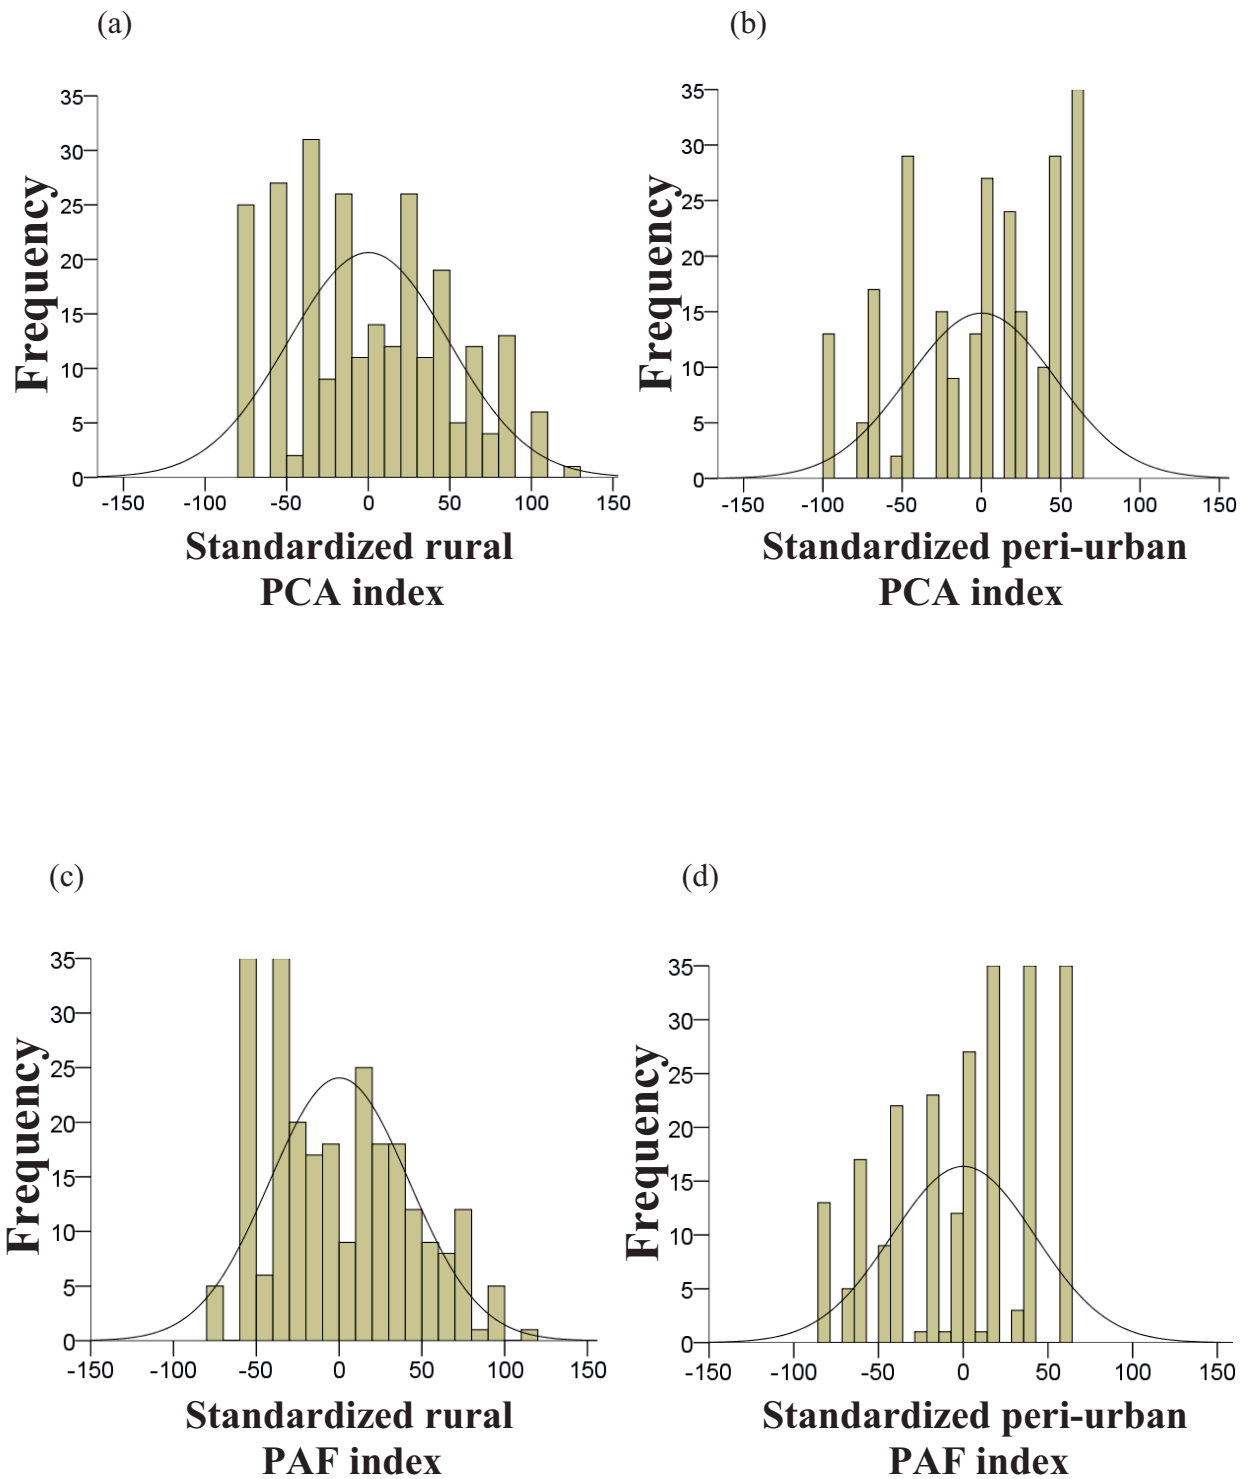 (a)
35
30
25
20
15
10
5
0
Frequency
-150 -100 -50 0 50 100 150
Standardized rural
PCA index
(b)
35
30
25
20
15
10
5
0
Frequency
-150 -100 -50 0 50 100 150
Standardized peri-urban
PCA index
(c)
35
30
25
20
15
10
5
0
Frequency
-150 -100 -50 0 50 100 150
Standardized rural
PAF index
(d)
35
30
25
20
15
10
5
0
Frequency
-150 -100 -50 0 50 100 150
Standardized peri-urban
PAF index